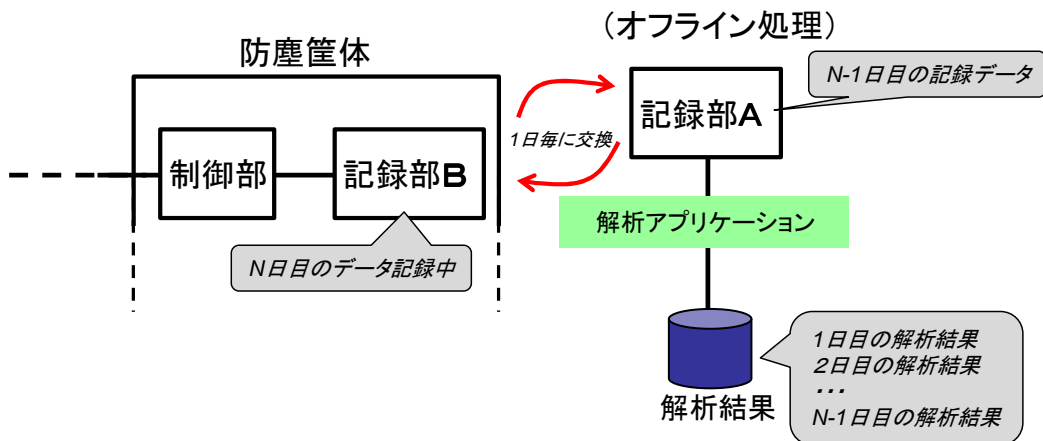 （オフライン処理）
防塵筐体
N-1日目の記録データ
記録部A
1日毎に交換
制御部
記録部B
解析アプリケーション
N日目のデータ記録中
1日目の解析結果
２日目の解析結果
・・・
N-1日目の解析結果
解析結果